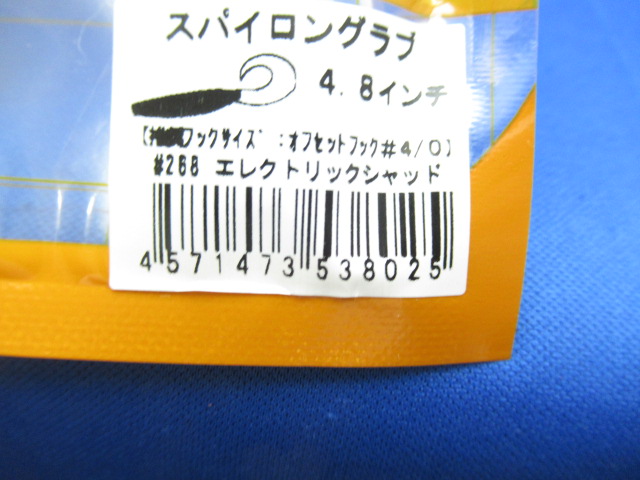 スパイロングラブ
4.8インチ
フックサイズ:オフセットフック#4/0]
#268 エレクトリックシャッド
4571473538025